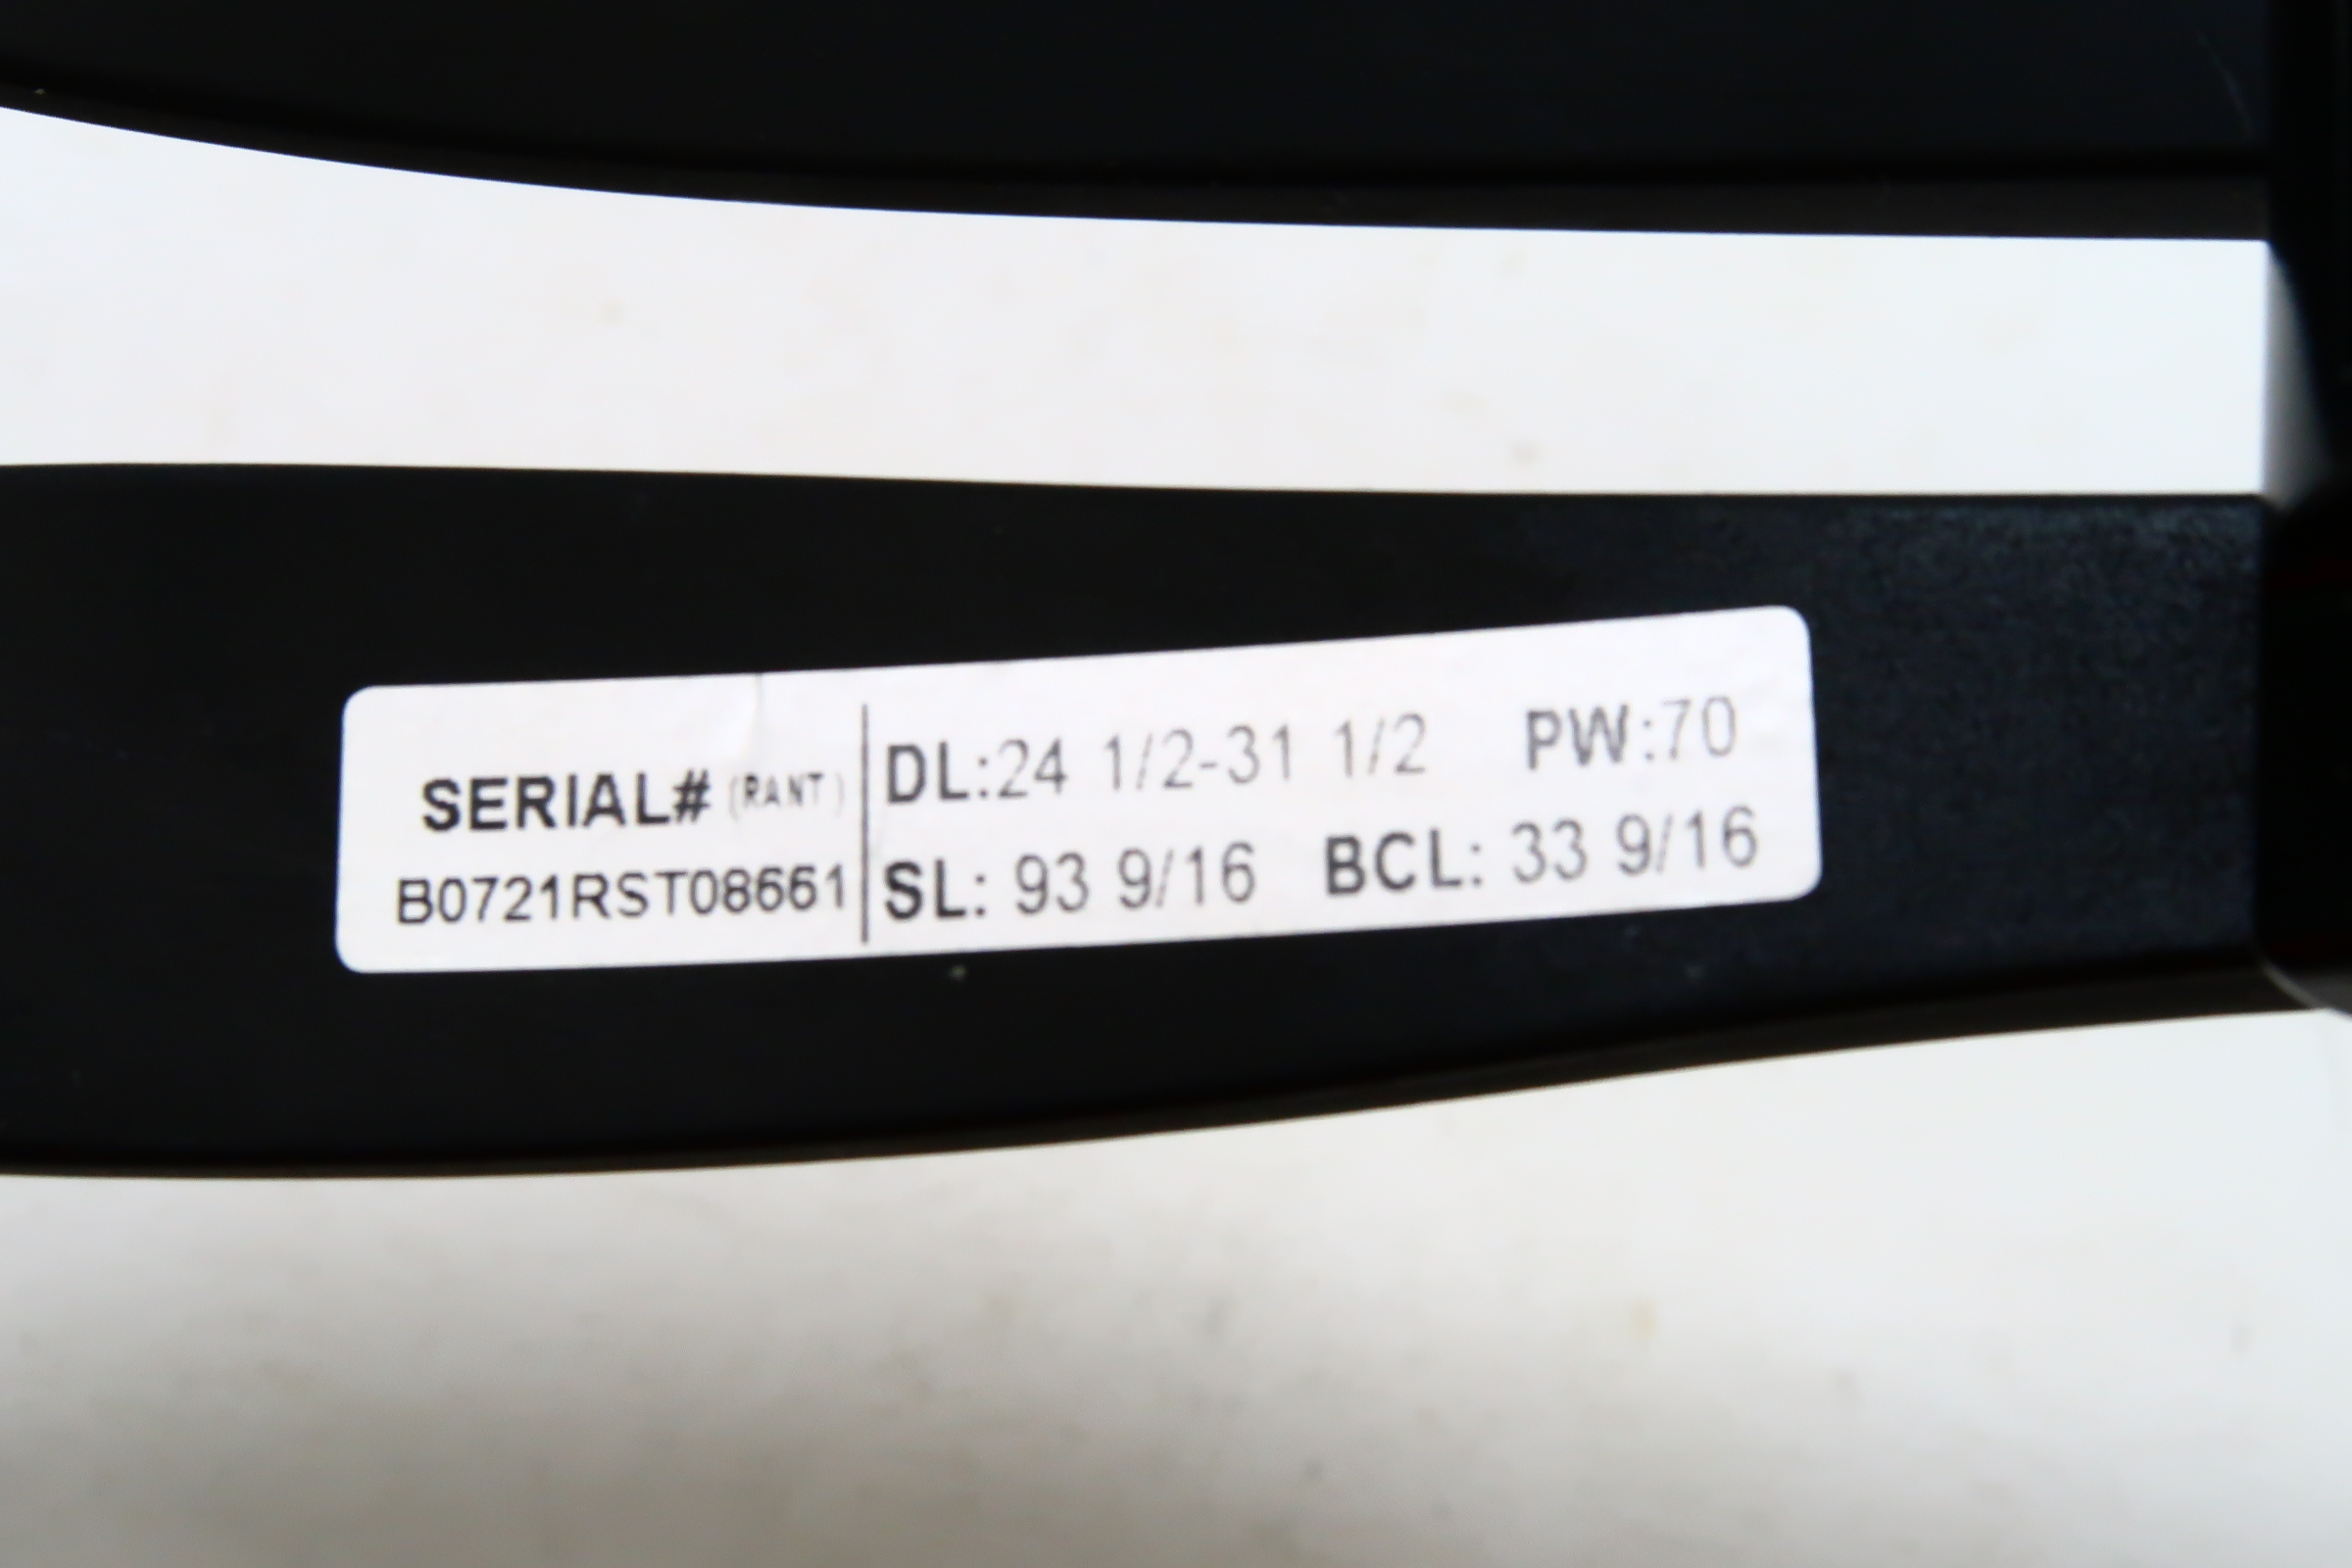 SERIAL# (RANT)
B0721RST08661
DL:24 1/2-31 1/2 PW:70
SL: 93 9/16 BCL: 33 9/16